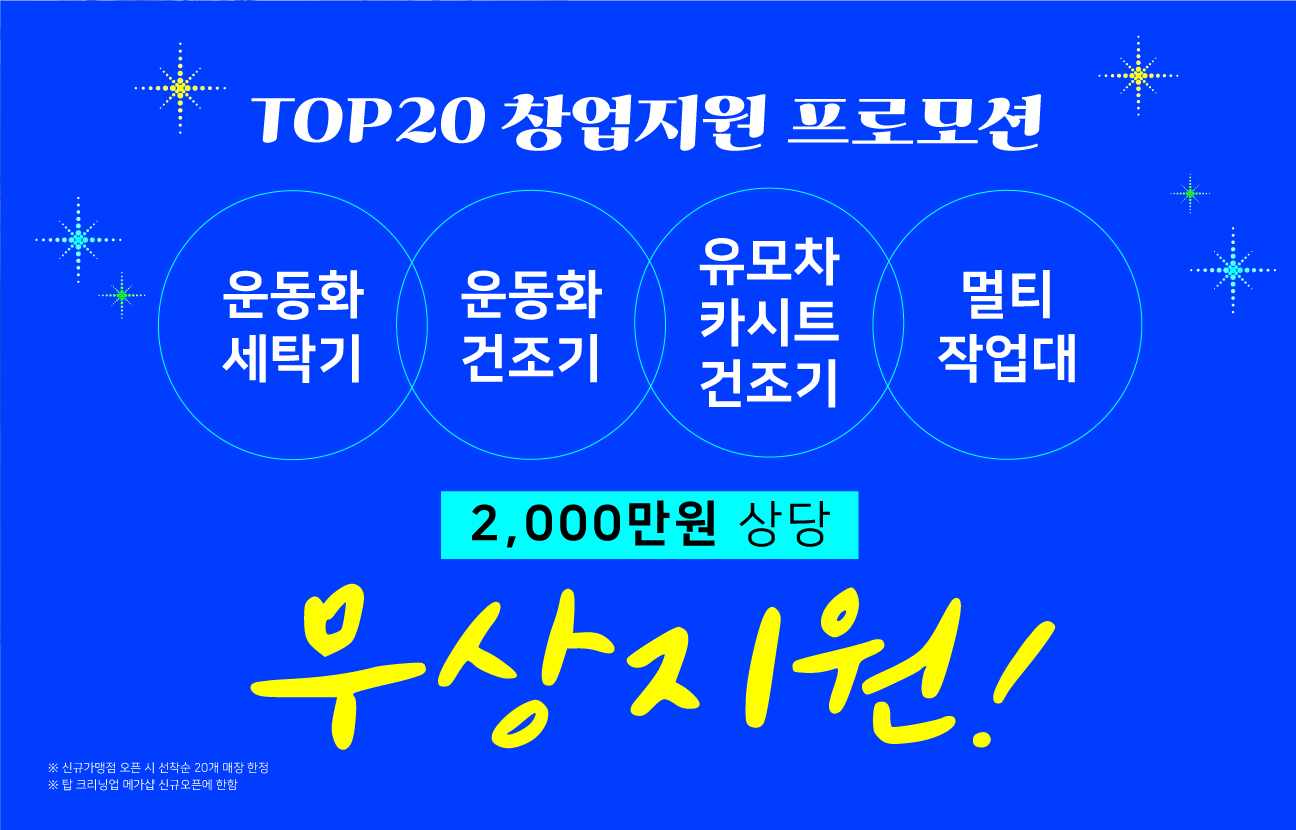 TOP20 창업지원 프로모션
운동화
세탁기
운동화
건조기
유모차
카시트
건조기
멀티
작업대
2,000만원 상당
무상지원!
※ 신규가맹점 오픈 시 선착순 20개 매장 한정
※ 탑 크리닝업 메가샵 신규오픈에 한함